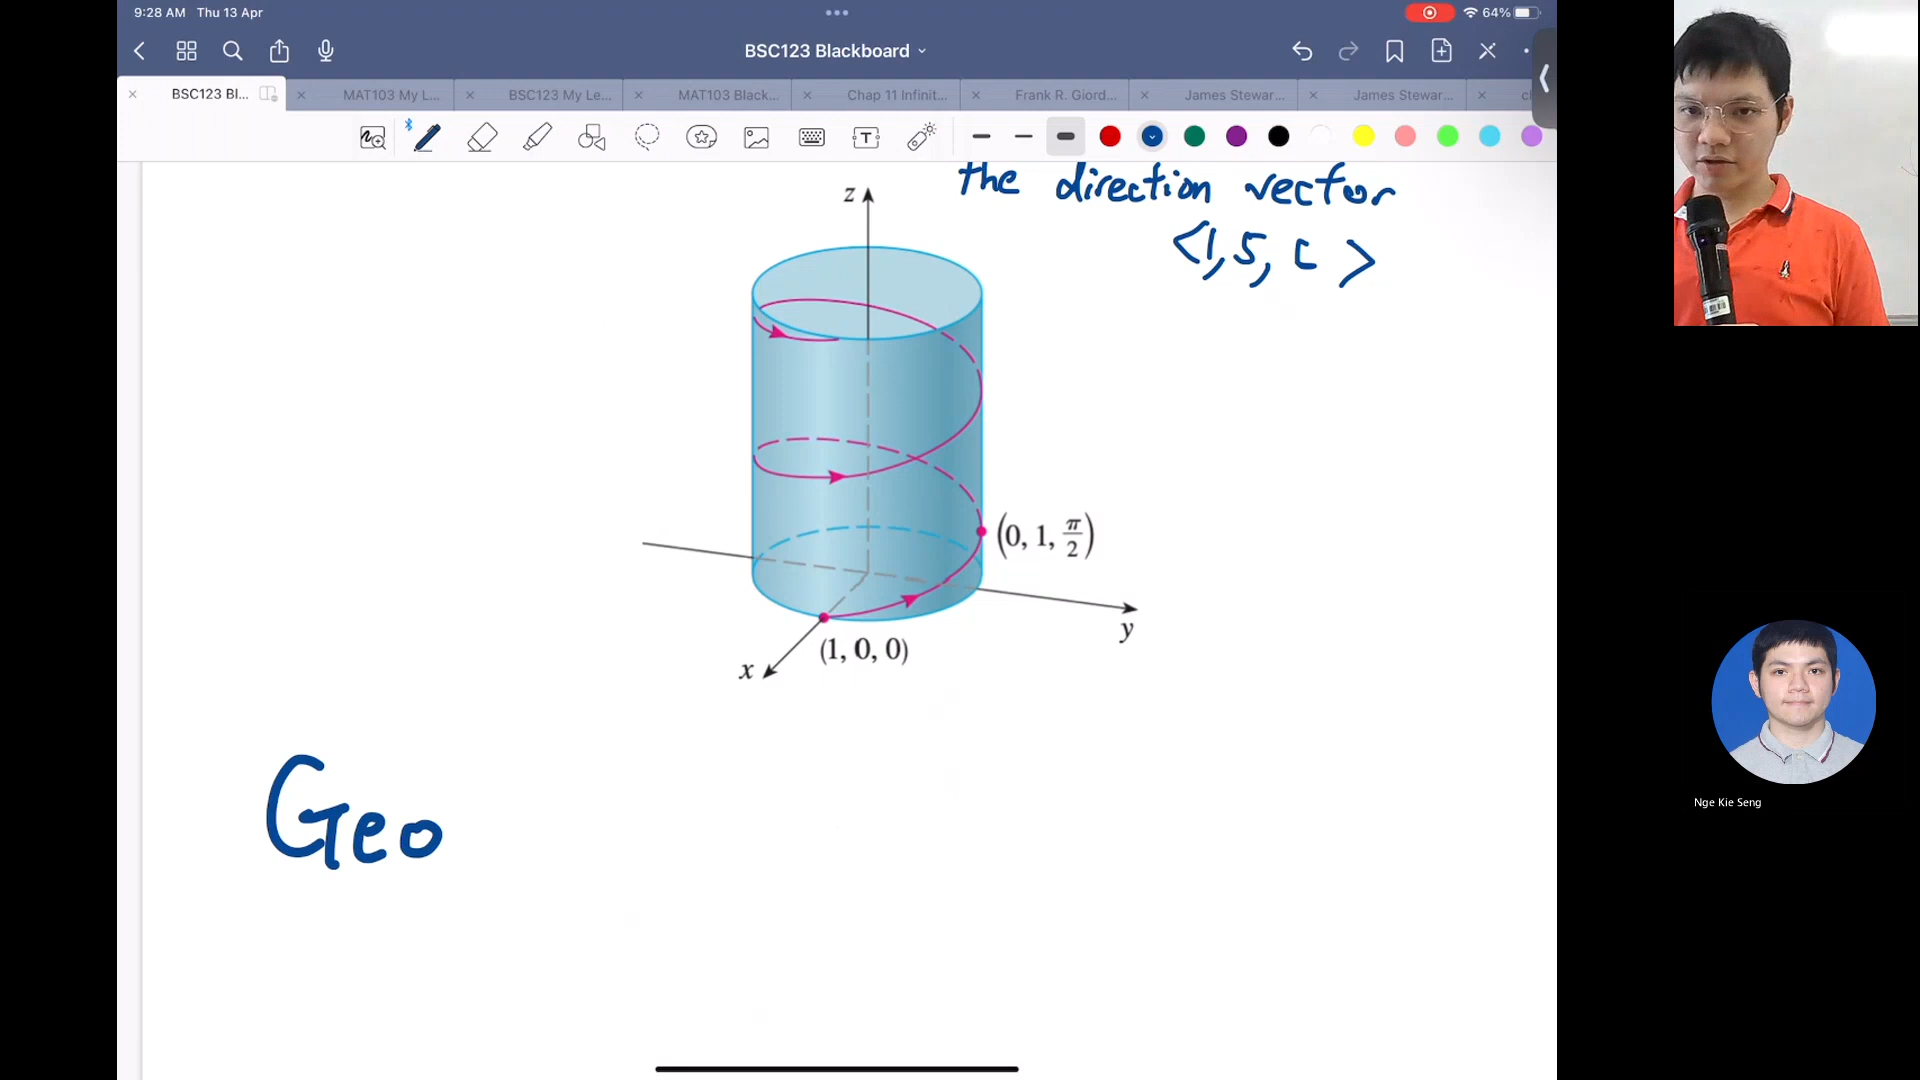 9:28 AM Thu 13 Apr
64%
BSC123 Blackboard
BSC123 Bl...
MAT103 My L...
BSC123 My Le...
MAT103 Black...
Chap 11 Infinit...
Frank R. Giord...
James Stewar...
James Stewar...
the direction vector
<1, 5, 6 >
z
(0, 1, π/2)
y
(1, 0, 0)
x
Geo
Nge Kie Seng